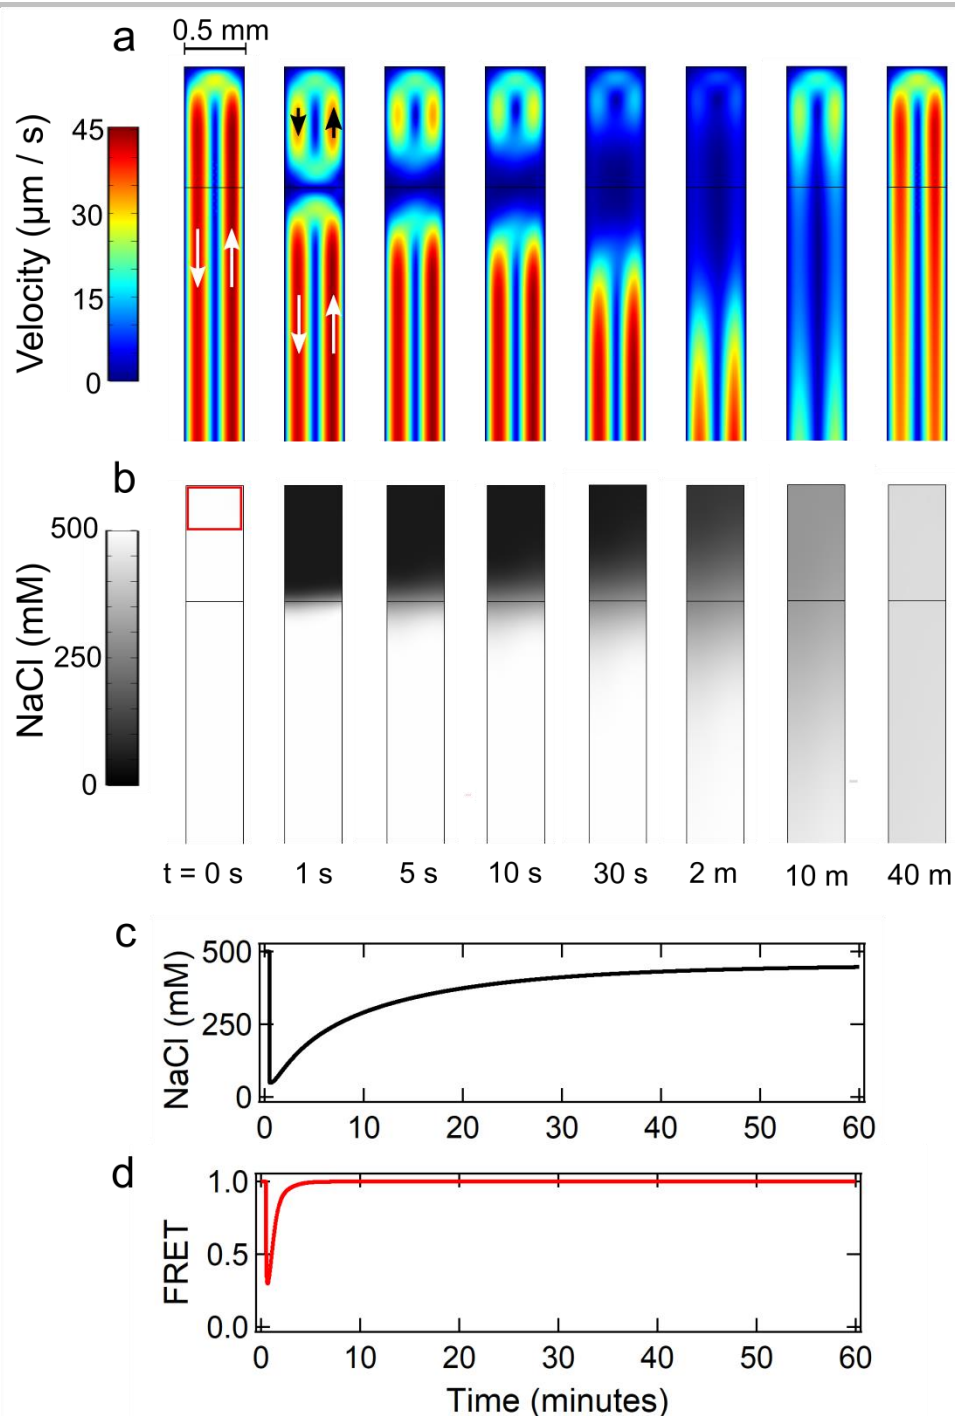 a
0.5 mm
Velocity (µm / s)
45
30
15
0
b
NaCl (mM)
500
250
0
t = 0 s 1 s 5 s 10 s 30 s 2 m 10 m 40 m
c
NaCl (mM)
500
250
0
0 10 20 30 40 50 60
d
FRET
1.0
0.5
0.0
0 10 20 30 40 50 60
Time (minutes)